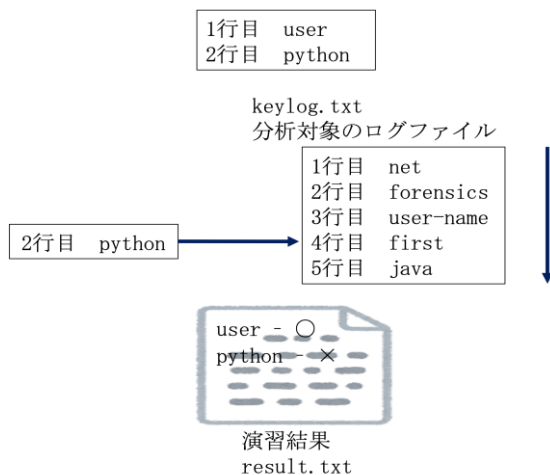 1行目 user
2行目 python
keylog.txt
分析対象のログファイル
1行目 net
2行目 forensics
3行目 user-name
4行目 first
5行目 java
2行目 python
user - ○
python - ×
演習結果
result.txt